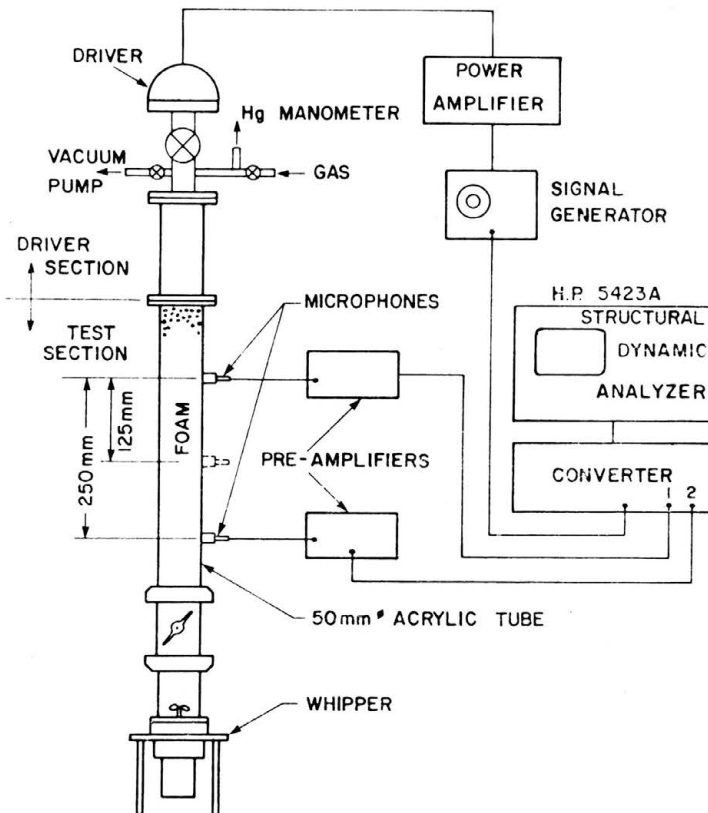 DRIVER
POWER
AMPLIFIER
Hg MANOMETER
VACUUM
PUMP
GAS
SIGNAL
GENERATOR
DRIVER
SECTION
MICROPHONES
H.P. 5423A
STRUCTURAL
DYNAMIC
ANALYZER
TEST
SECTION
FOAM
125mm
250mm
PRE-AMPLIFIERS
CONVERTER
1 2
50mm ACRYLIC TUBE
WHIPPER